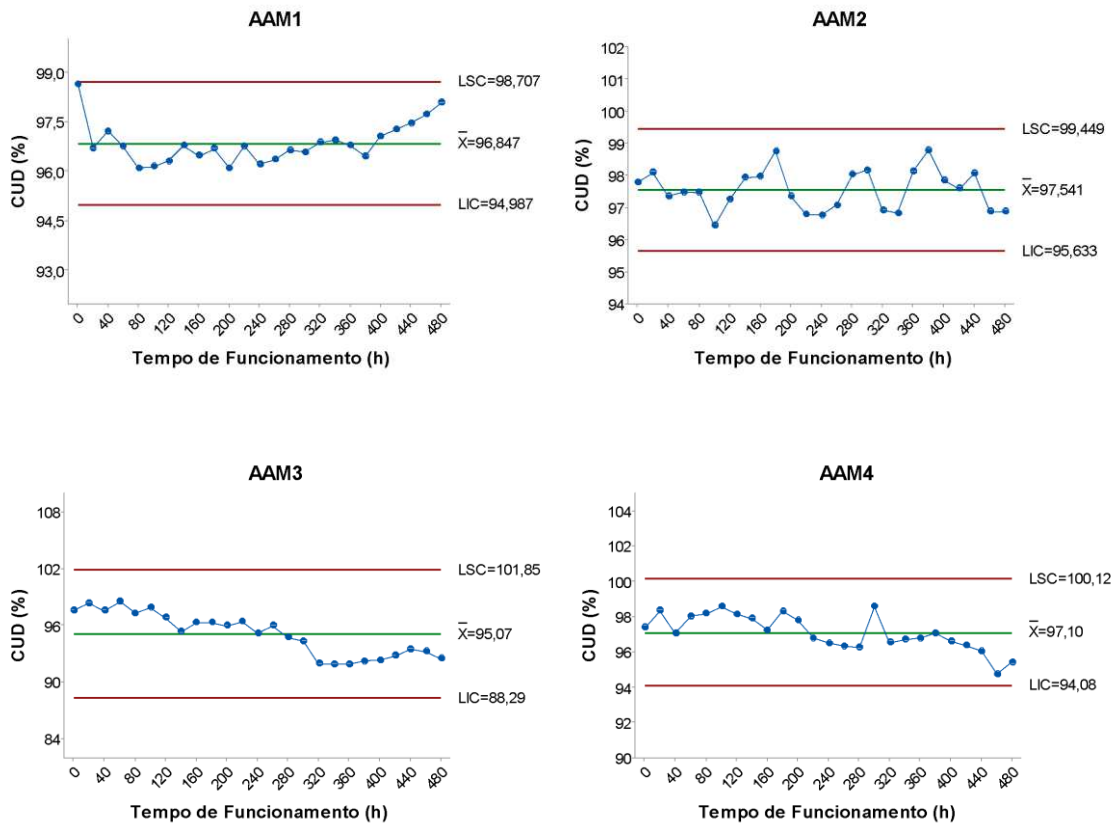 AAM1
CUD (%)
99,0
97,5
96,0
94,5
93,0
LSC=98,707
X̅=96,847
LIC=94,987
0 40 80 120 160 200 240 280 320 360 400 440 480
Tempo de Funcionamento (h)
AAM2
CUD (%)
102
101
100
99
98
97
96
95
94
LSC=99,449
X̅=97,541
LIC=95,633
0 40 80 120 160 200 240 280 320 360 400 440 480
Tempo de Funcionamento (h)
AAM3
CUD (%)
108
102
96
90
84
LSC=101,85
X̅=95,07
LIC=88,29
0 40 80 120 160 200 240 280 320 360 400 440 480
Tempo de Funcionamento (h)
AAM4
CUD (%)
104
102
100
98
96
94
92
90
LSC=100,12
X̅=97,10
LIC=94,08
0 40 80 120 160 200 240 280 320 360 400 440 480
Tempo de Funcionamento (h)